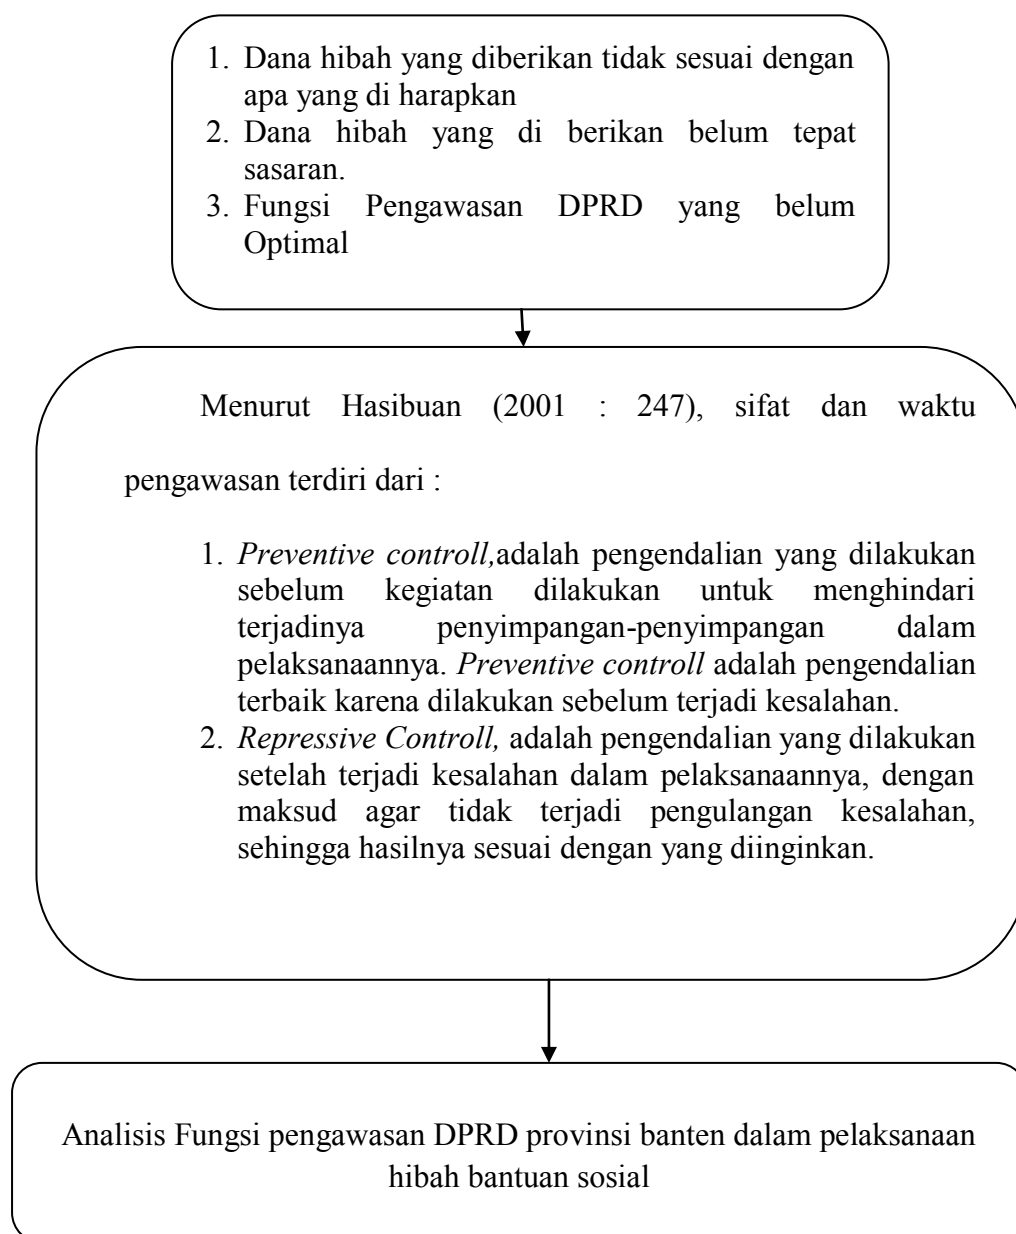 1. Dana hibah yang diberikan tidak sesuai dengan
apa yang di harapkan
2. Dana hibah yang di berikan belum tepat
sasaran.
3. Fungsi Pengawasan DPRD yang belum
Optimal
Menurut Hasibuan (2001 : 247), sifat dan waktu
pengawasan terdiri dari :
1. Preventive controll,adalah pengendalian yang dilakukan
sebelum kegiatan dilakukan untuk menghindari
terjadinya penyimpangan-penyimpangan dalam
pelaksanaannya. Preventive controll adalah pengendalian
terbaik karena dilakukan sebelum terjadi kesalahan.
2. Repressive Controll, adalah pengendalian yang dilakukan
setelah terjadi kesalahan dalam pelaksanaannya, dengan
maksud agar tidak terjadi pengulangan kesalahan,
sehingga hasilnya sesuai dengan yang diinginkan.
Analisis Fungsi pengawasan DPRD provinsi banten dalam pelaksanaan
hibah bantuan sosial